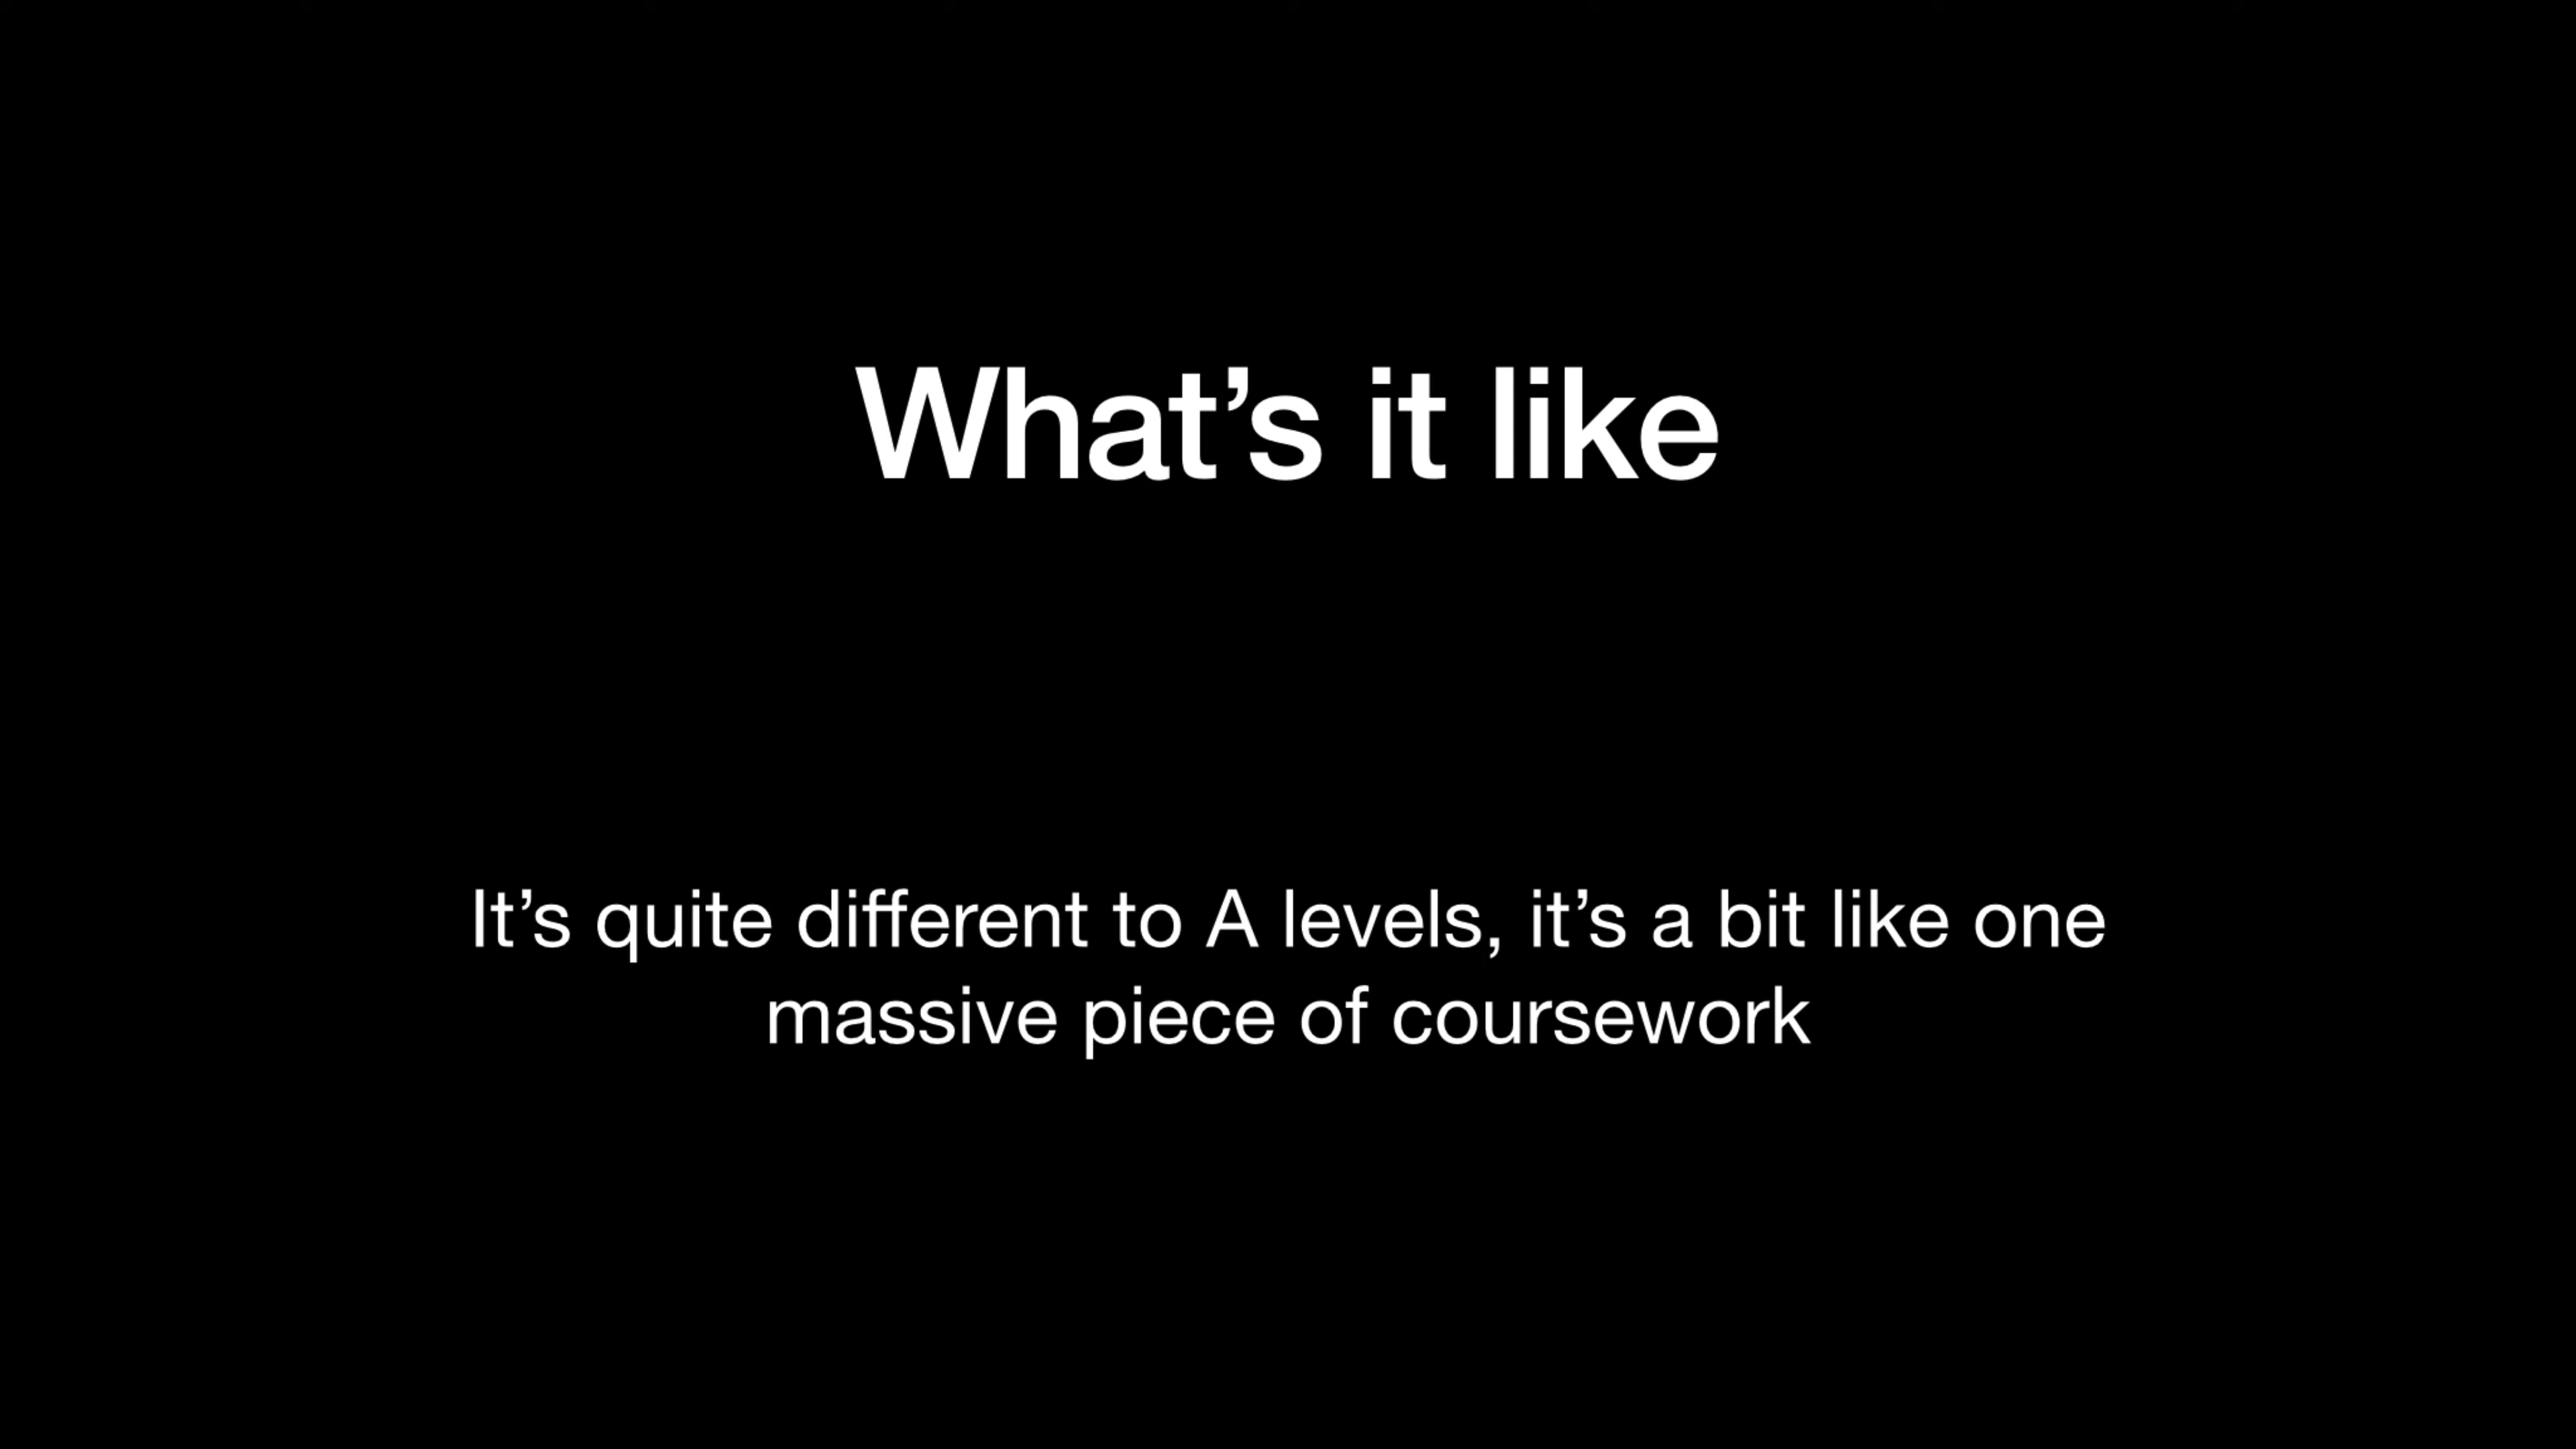 What’s it like
It’s quite different to A levels, it’s a bit like one
massive piece of coursework